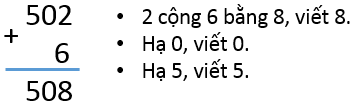 502
+
6
508
• 2 cộng 6 bằng 8, viết 8.
• Hạ 0, viết 0.
• Hạ 5, viết 5.